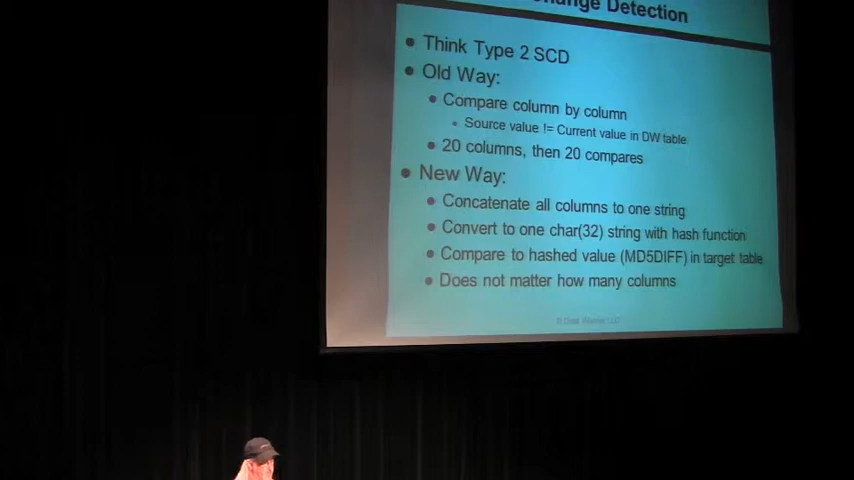 Change Detection
Think Type 2 SCD
Old Way:
Compare column by column
Source value != Current value in DW table
20 columns, then 20 compares
New Way:
Concatenate all columns to one string
Convert to one char(32) string with hash function
Compare to hashed value (MD5DIFF) in target table
Does not matter how many columns